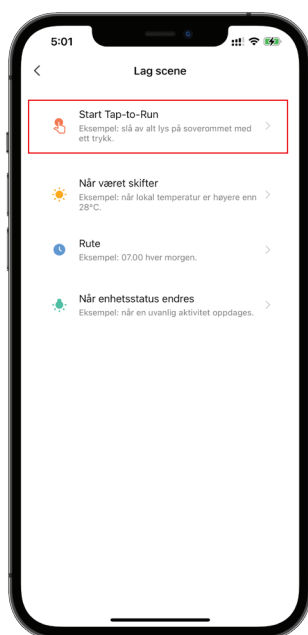 5:01
Lag scene
Start Tap-to-Run
Eksempel: slå av alt lys på soverommet med
ett trykk.
Når været skifter
Eksempel: når lokal temperatur er høyere enn
28°C.
Rute
Eksempel: 07.00 hver morgen.
Når enhetsstatus endres
Eksempel: når en uvanlig aktivitet oppdages.